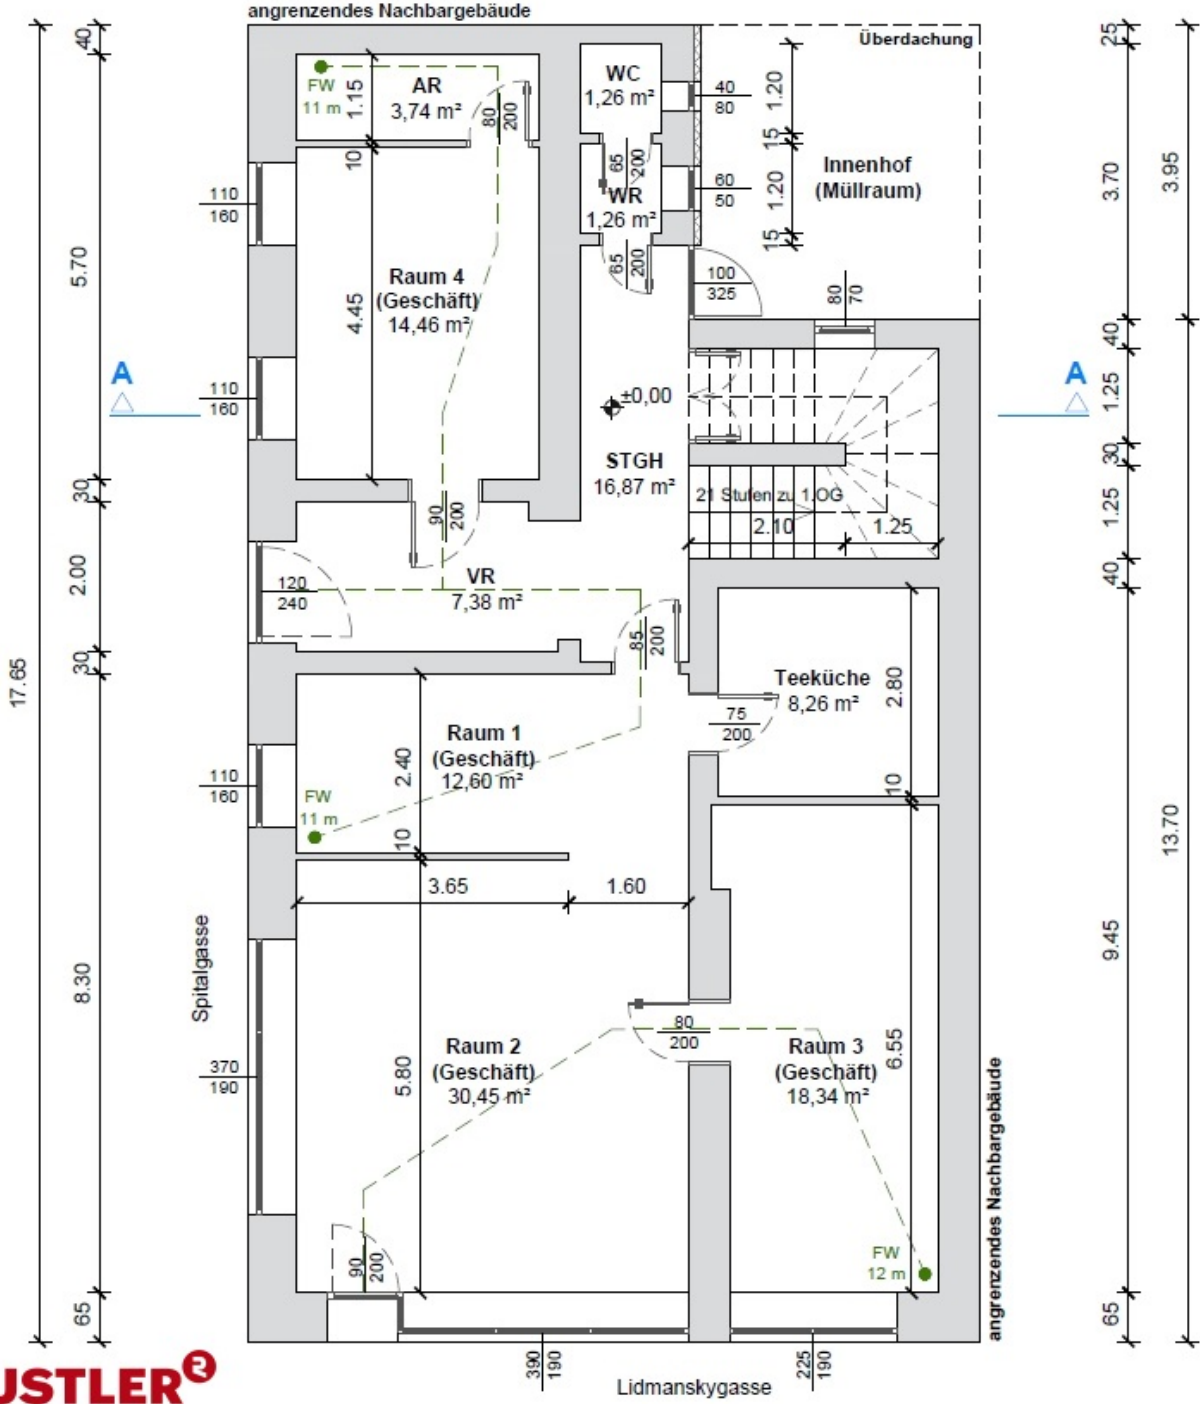 angrenzendes Nachbargebäude
Überdachung
40
25
FW
11 m
1.15
AR
3,74 m²
80
200
WC
1,26 m²
40
80
1.20
15
65
200
10
Innenhof
(Müllraum)
3.70
3.95
110
160
WR
1,26 m²
60
50
1.20
15
65
200
5.70
Raum 4
(Geschäft)
14,46 m²
4.45
100
325
80
70
40
A
110
160
±0,00
1.25
A
30
STGH
16,87 m²
30
21 Stufen zu 1.OG
2.10
1.25
1.25
90
200
2.00
120
240
VR
7,38 m²
40
85
200
30
17.65
Teeküche
8,26 m²
2.80
75
200
Raum 1
(Geschäft)
12,60 m²
2.40
110
160
FW
11 m
10
10
13.70
3.65
1.60
Spitalgasse
8.30
9.45
370
190
Raum 2
(Geschäft)
30,45 m²
5.80
80
200
Raum 3
(Geschäft)
18,34 m²
6.55
angrenzendes Nachbargebäude
90
200
FW
12 m
65
65
390
190
225
190
Lidmanskygasse
USTLER